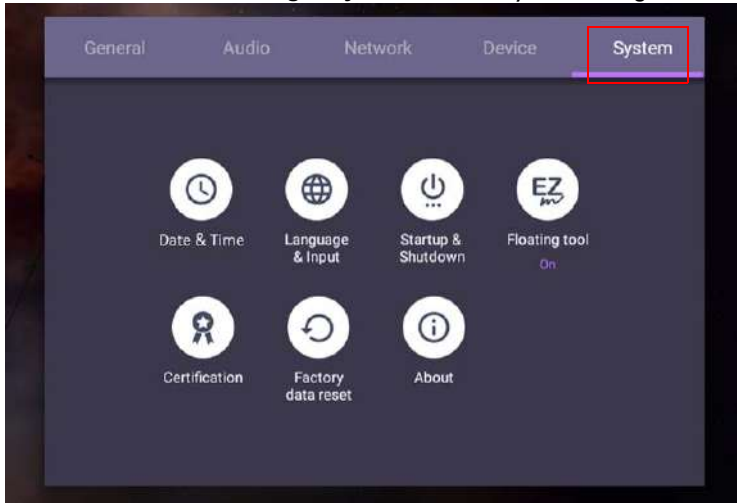 General
Audio
Network
Device
System
EZ
Date & Time
Language
& Input
Startup &
Shutdown
Floating tool
On
Certification
Factory
data reset
About